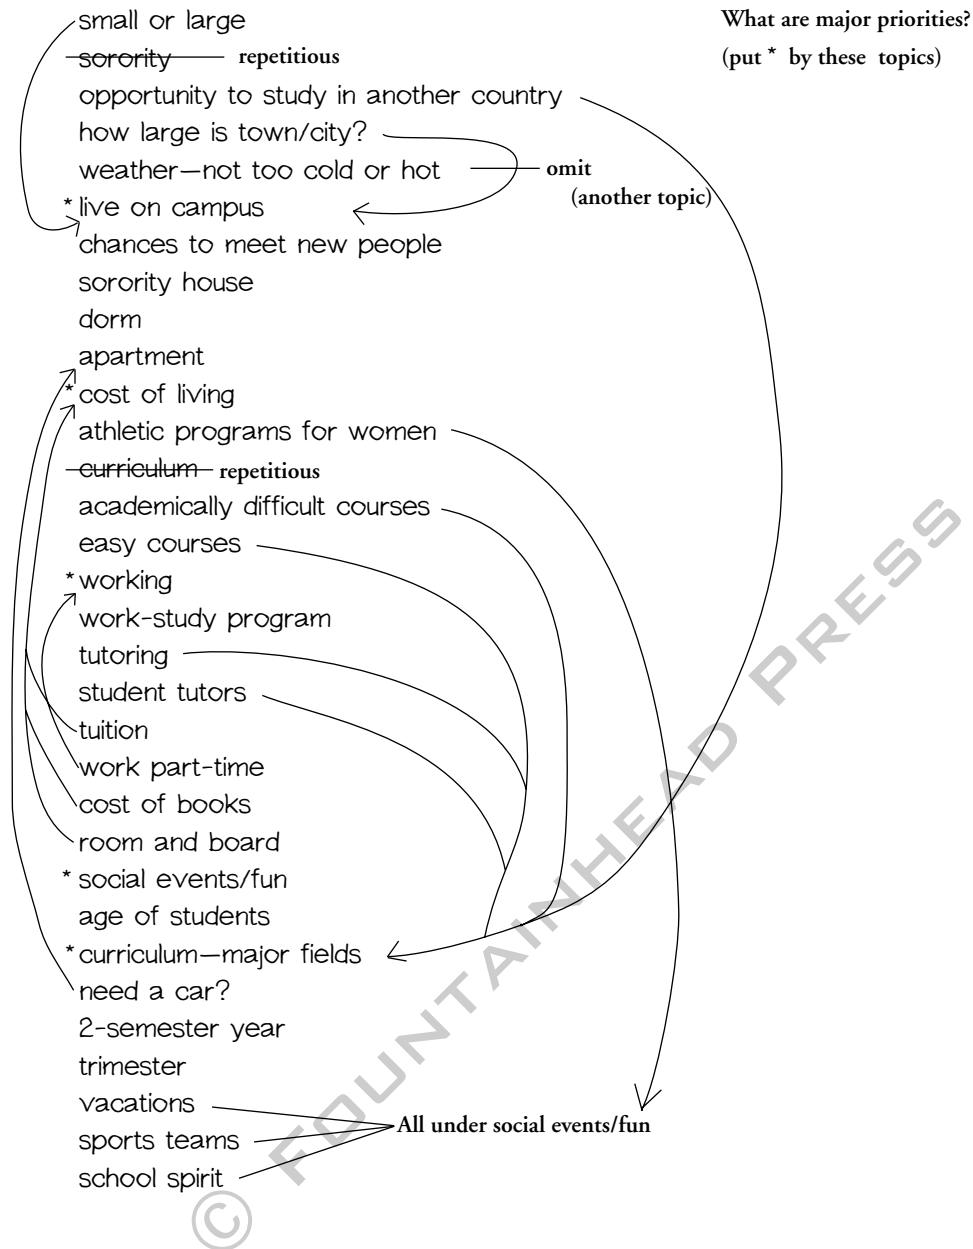 small or large
What are major priorities?
sorority repetitious
(put * by these topics)
opportunity to study in another country
how large is town/city?
weather—not too cold or hot
omit
(another topic)
* live on campus
chances to meet new people
sorority house
dorm
apartment
* cost of living
athletic programs for women
curriculum repetitious
academically difficult courses
easy courses
* working
work-study program
tutoring
student tutors
tuition
work part-time
cost of books
room and board
* social events/fun
age of students
* curriculum—major fields
need a car?
2-semester year
trimester
vacations
All under social events/fun
sports teams
school spirit
© FOUNTAINHEAD PRESS